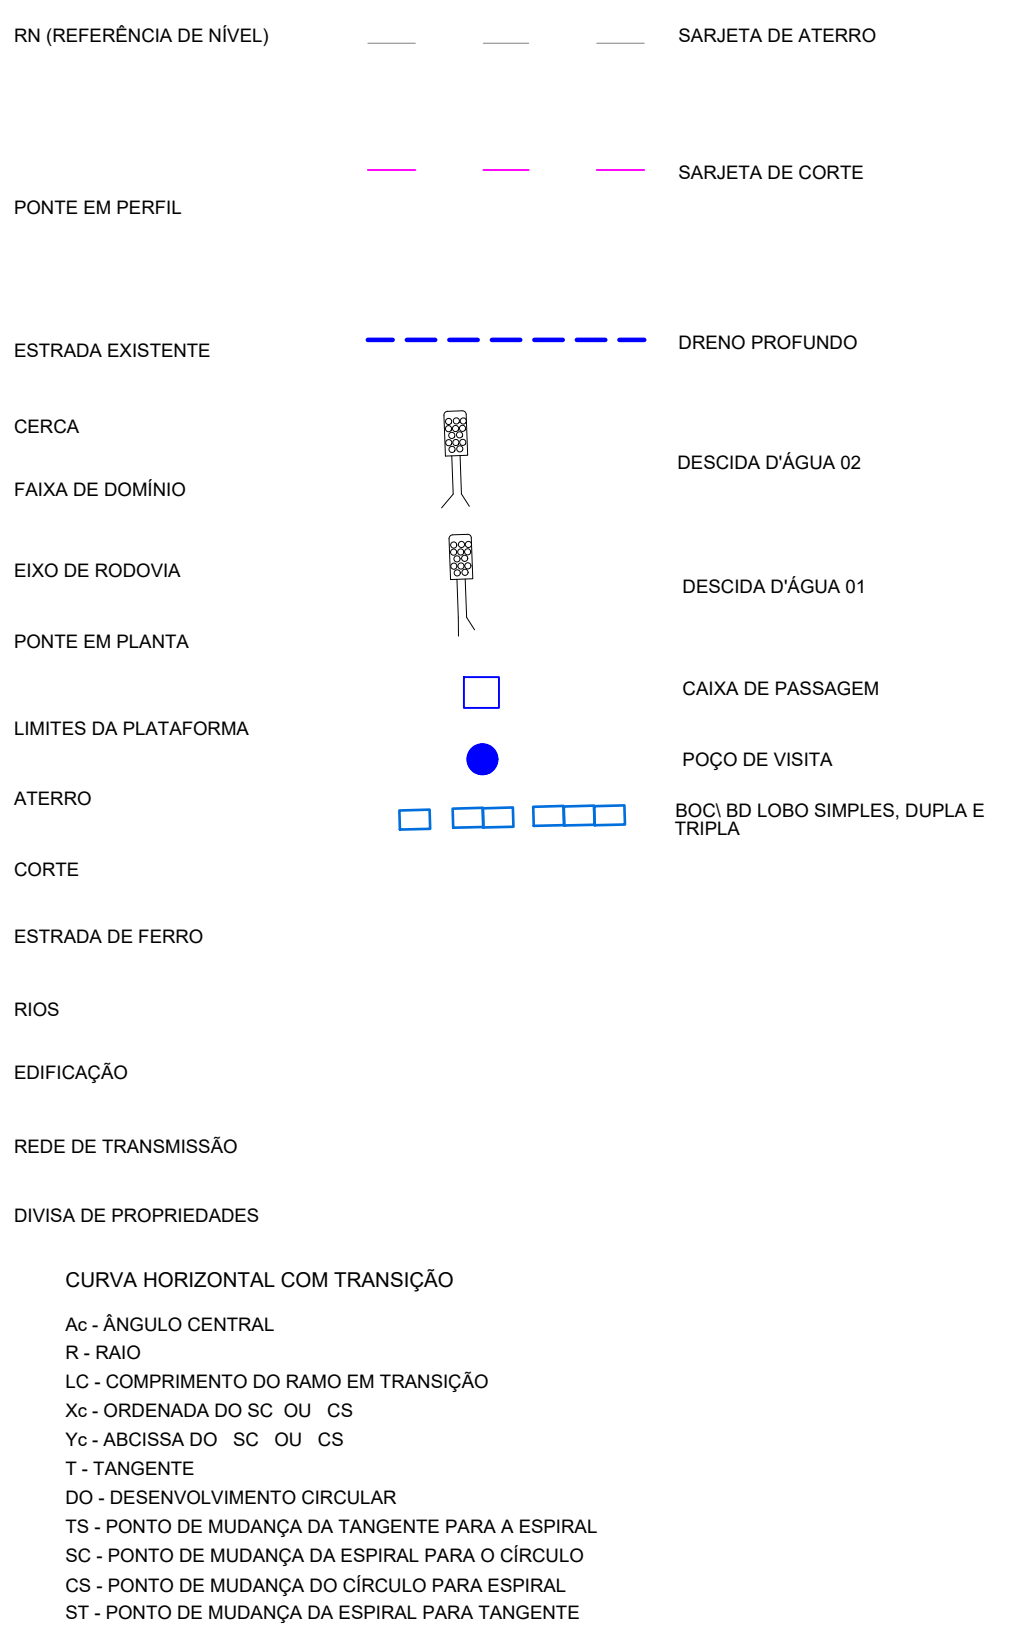 RN (REFERÊNCIA DE NÍVEL)
PONTE EM PERFIL
ESTRADA EXISTENTE
CERCA
FAIXA DE DOMÍNIO
EIXO DE RODOVIA
PONTE EM PLANTA
LIMITES DA PLATAFORMA
ATERRO
CORTE
ESTRADA DE FERRO
RIOS
EDIFICAÇÃO
REDE DE TRANSMISSÃO
DIVISA DE PROPRIEDADES
SARJETA DE ATERRO
SARJETA DE CORTE
DRENO PROFUNDO
DESCIDA D'ÁGUA 02
DESCIDA D'ÁGUA 01
CAIXA DE PASSAGEM
POÇO DE VISITA
BOC\ BD LOBO SIMPLES, DUPLA E
TRIPLA
CURVA HORIZONTAL COM TRANSIÇÃO
Ac - ÂNGULO CENTRAL
R - RAIO
LC - COMPRIMENTO DO RAMO EM TRANSIÇÃO
Xc - ORDENADA DO SC OU CS
Yc - ABCISSA DO SC OU CS
T - TANGENTE
DO - DESENVOLVIMENTO CIRCULAR
TS - PONTO DE MUDANÇA DA TANGENTE PARA A ESPIRAL
SC - PONTO DE MUDANÇA DA ESPIRAL PARA O CÍRCULO
CS - PONTO DE MUDANÇA DO CÍRCULO PARA ESPIRAL
ST - PONTO DE MUDANÇA DA ESPIRAL PARA TANGENTE